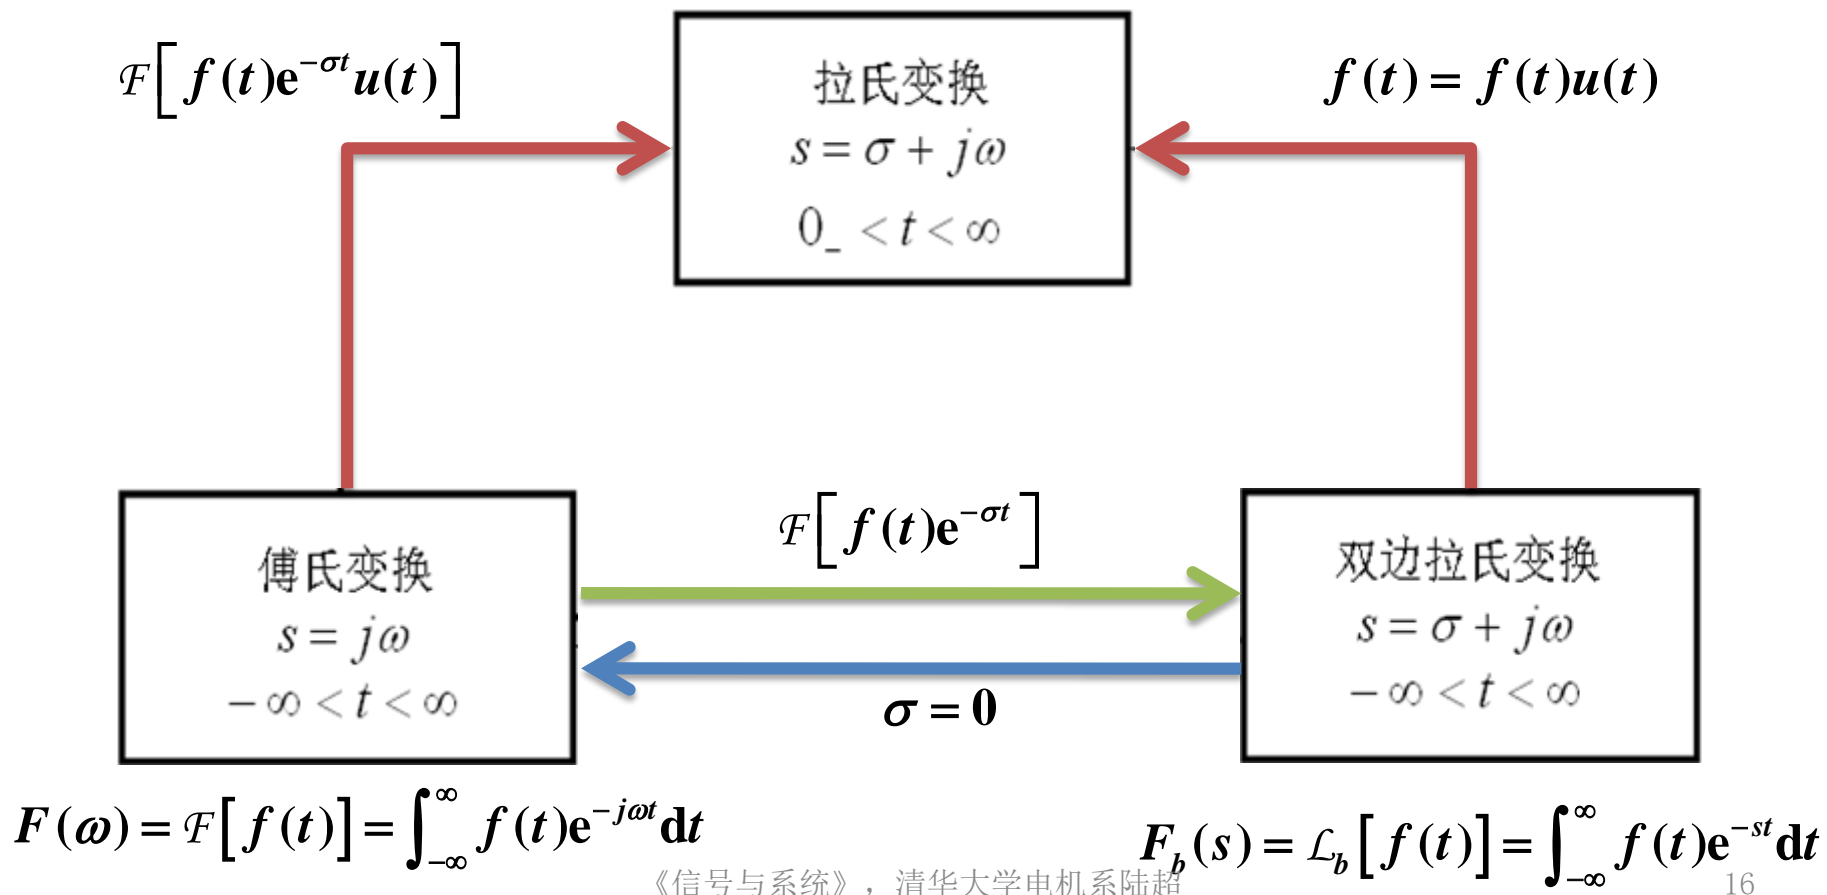 ℱ[f(t)e^{-σt}u(t)]
拉氏变换
s = σ + jω
0_ < t < ∞
f(t) = f(t)u(t)
ℱ[f(t)e^{-σt}]
傅氏变换
s = jω
-∞ < t < ∞
双边拉氏变换
s = σ + jω
-∞ < t < ∞
σ = 0
F(ω) = ℱ[f(t)] = ∫_{-∞}^{∞} f(t)e^{-jωt}dt
F_b(s) = ℒ_b[f(t)] = ∫_{-∞}^{∞} f(t)e^{-st}dt
《信号与系统》，清华大学电机系陆超
16